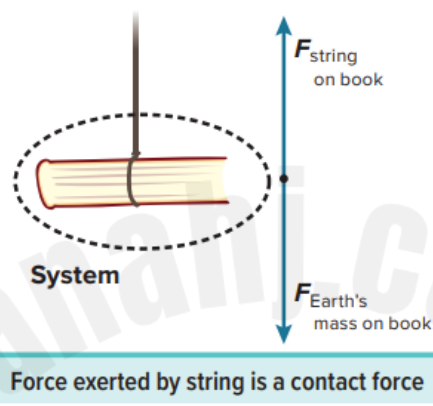 F string
on book
System
F Earth's
mass on book
Force exerted by string is a contact force